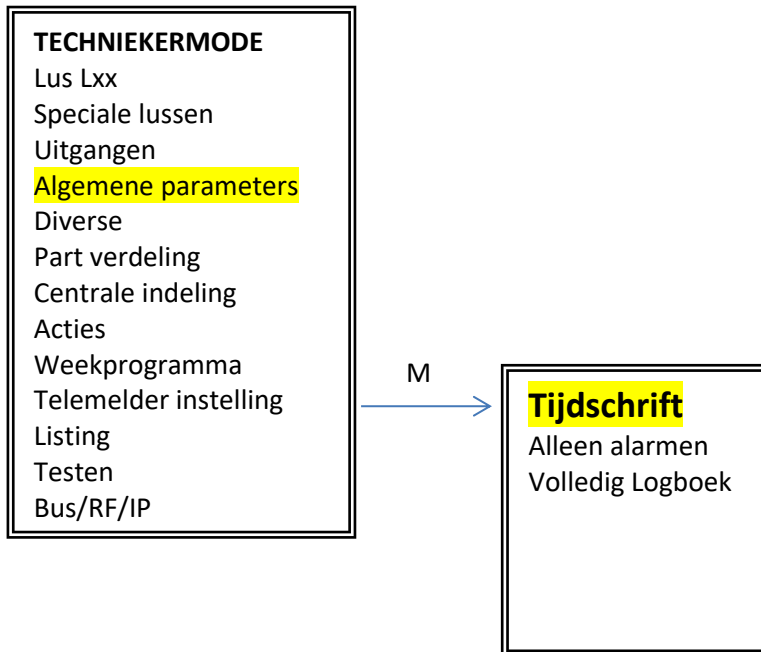 TECHNIEKERMODE
Lus Lxx
Speciale lussen
Uitgangen
Algemene parameters
Diverse
Part verdeling
Centrale indeling
Acties
Weekprogramma
Telemelder instelling
Listing
Testen
Bus/RF/IP
M
Tijdschrift
Alleen alarmen
Volledig Logboek